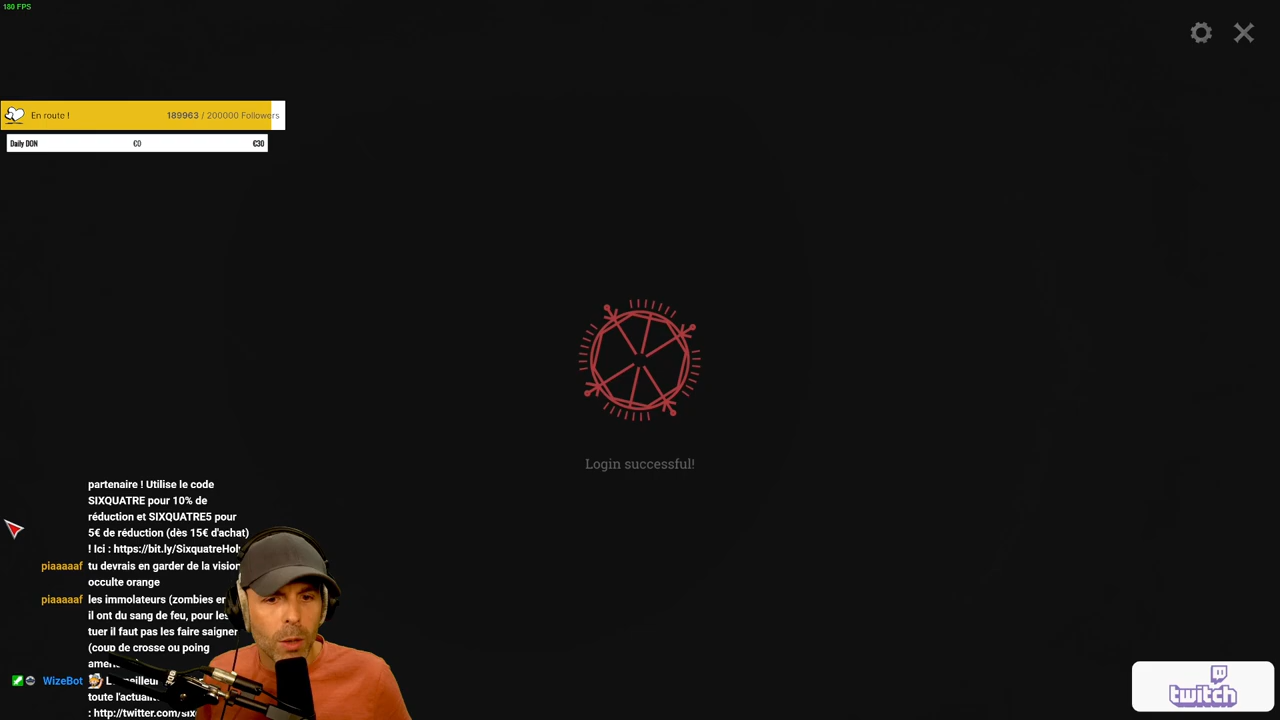 180 FPS
En route !
189963 / 200000 Followers
Daily DON €0 €30
Login successful!
partenaire ! Utilise le code
SIXQUATRE pour 10% de
réduction et SIXQUATRE5 pour
5€ de réduction (dès 15€ d'achat)
! Ici : https://bit.ly/SixquatreHol
piaaaaaf tu devrais en garder de la vision
occulte orange
piaaaaaf les immolateurs (zombies en
il ont du sang de feu, pour les
tuer il faut pas les faire saigner
(coup de crosse ou poing
WizeBot
toute l'actuali
: http://twitter.com/six
twitch